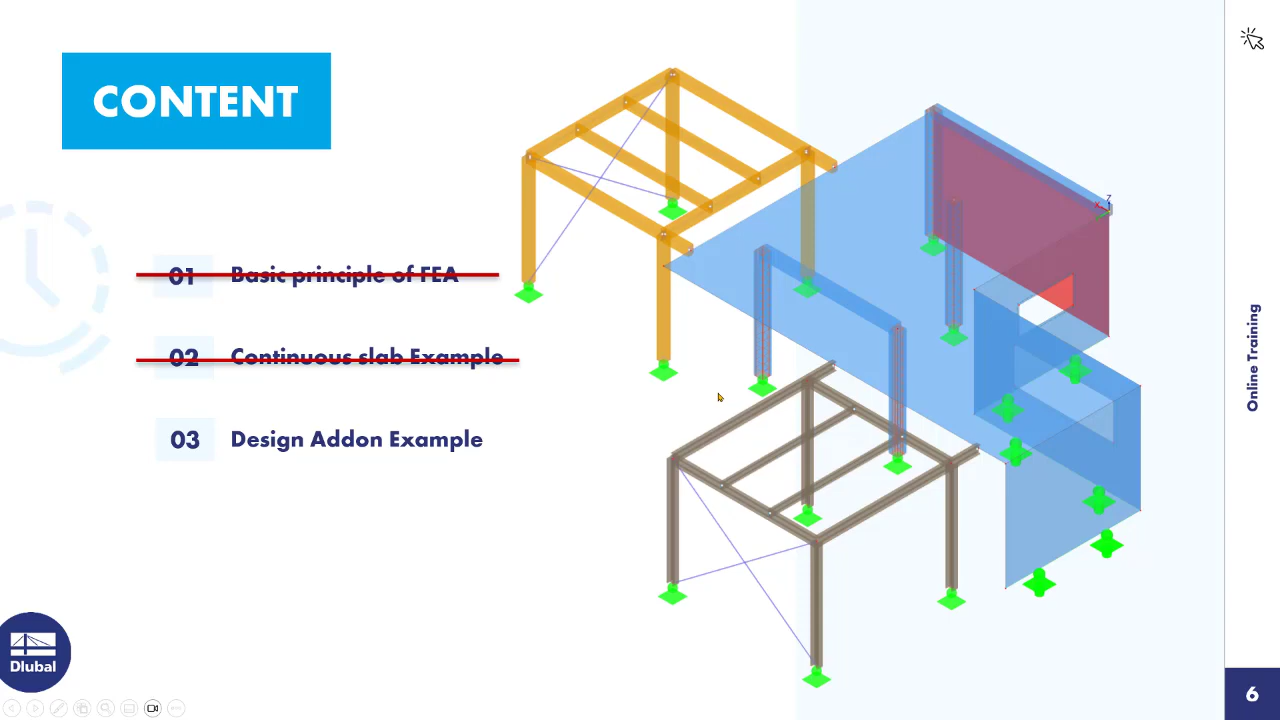 CONTENT
01 Basic principle of FEA
02 Continuous slab Example
03 Design Addon Example
Z
X
Online Training
Dlubal
6